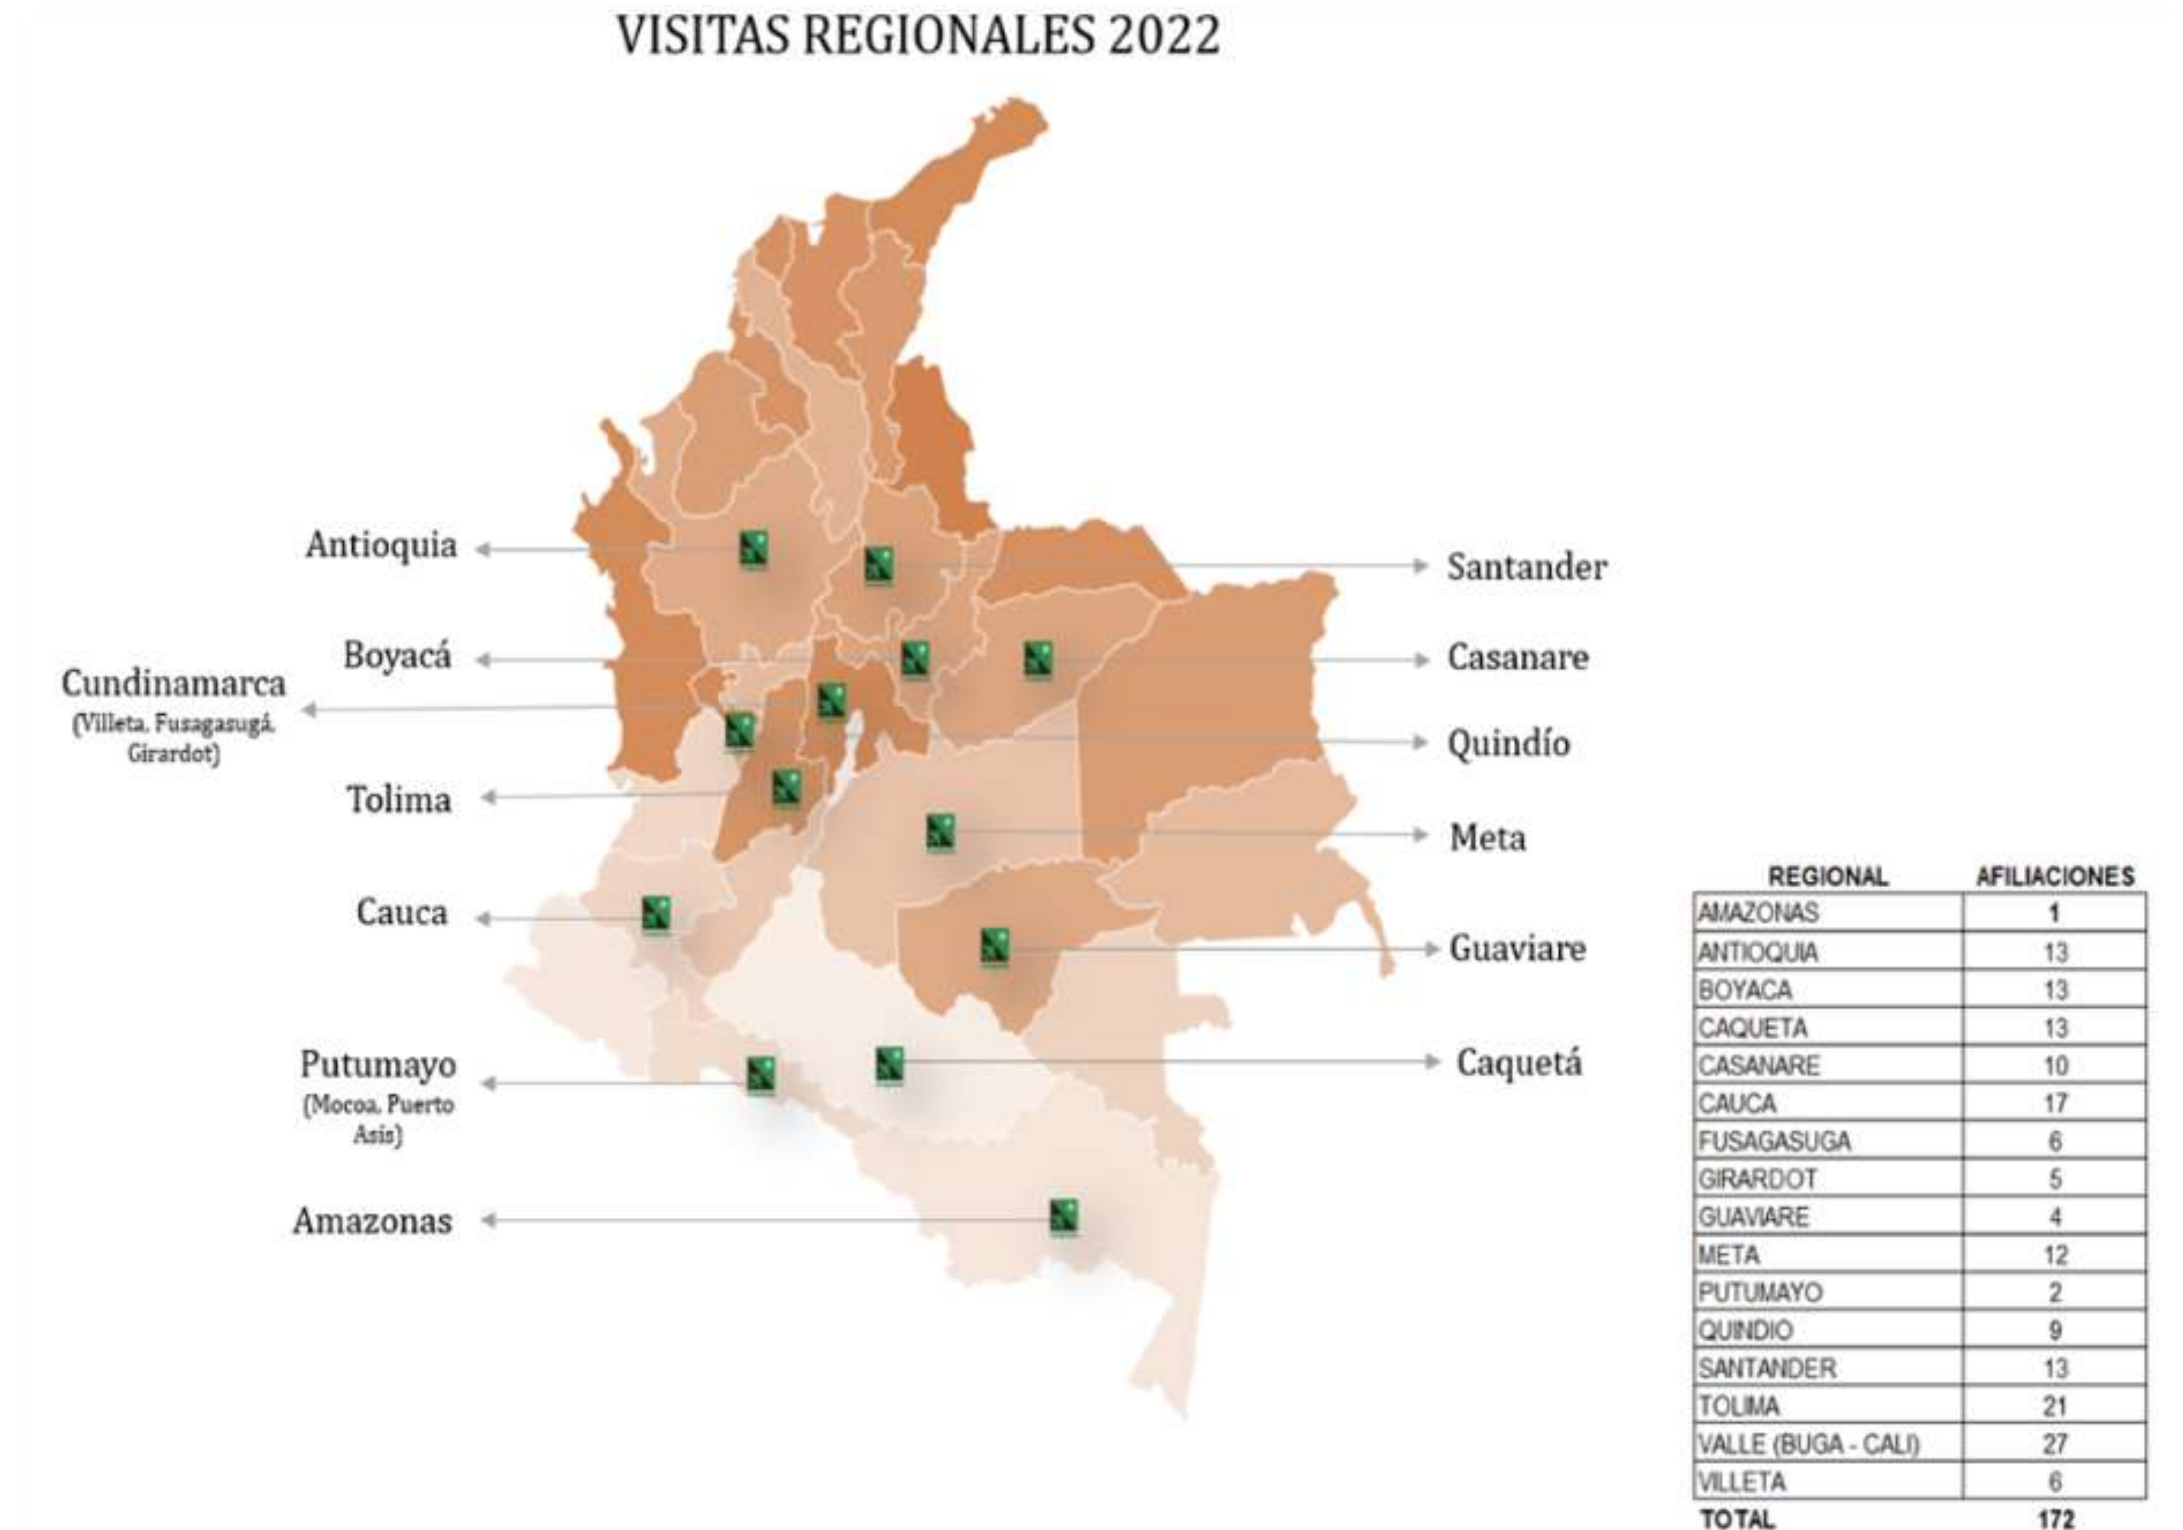 VISITAS REGIONALES 2022
Antioquia
Santander
Boyacá
Casanare
Cundinamarca
(Villeta, Fusagasugá,
Girardot)
Quindío
Tolima
Meta
Cauca
Guaviare
Putumayo
(Mocoa, Puerto
Asís)
Caquetá
Amazonas
REGIONAL AFILIACIONES
AMAZONAS 1
ANTIOQUIA 13
BOYACA 13
CAQUETA 13
CASANARE 10
CAUCA 17
FUSAGASUGA 6
GIRARDOT 5
GUAVIARE 4
META 12
PUTUMAYO 2
QUINDIO 9
SANTANDER 13
TOLIMA 21
VALLE (BUGA - CALI) 27
VILLETA 6
TOTAL 172